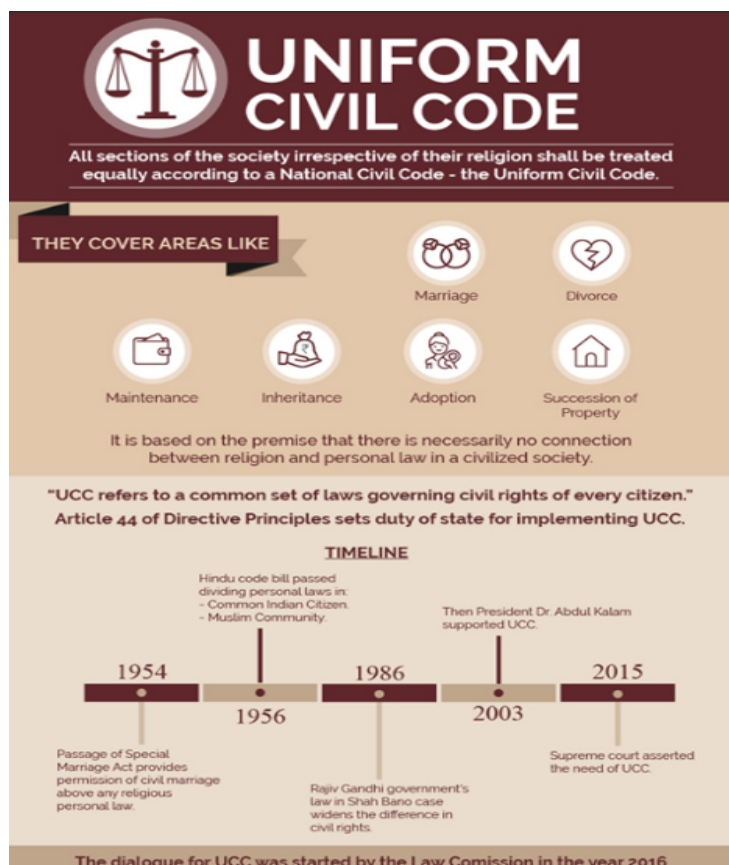 UNIFORM
CIVIL CODE
All sections of the society irrespective of their religion shall be treated
equally according to a National Civil Code - the Uniform Civil Code.
THEY COVER AREAS LIKE
Marriage
Divorce
Maintenance
Inheritance
Adoption
Succession of
Property
It is based on the premise that there is necessarily no connection
between religion and personal law in a civilized society.
"UCC refers to a common set of laws governing civil rights of every citizen."
Article 44 of Directive Principles sets duty of state for implementing UCC.
TIMELINE
1954
Passage of Special
Marriage Act provides
permission of civil marriage
above any religious
personal law.
Hindu code bill passed
dividing personal laws in:
- Common Indian Citizen.
- Muslim Community.
1956
1986
Rajiv Gandhi government's
law in Shah Bano case
widens the difference in
civil rights.
Then President Dr. Abdul Kalam
supported UCC.
2003
2015
Supreme court asserted
the need of UCC.
The dialogue for UCC was started by the Law Comission in the year 2016